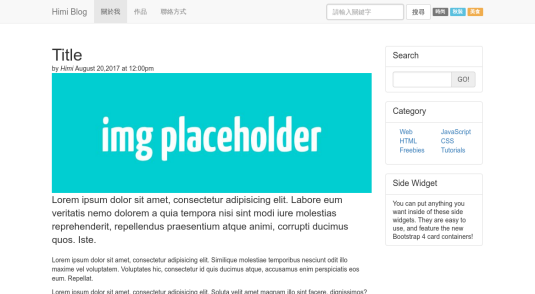 Himi Blog 關於我 作品 聯絡方式 請輸入關鍵字 搜尋
Title
by Himi August 20,2017 at 12:00pm
img placeholder
Lorem ipsum dolor sit amet, consectetur adipisicing elit. Labore eum
veritatis nemo dolorem a quia tempora nisi sint modi iure molestias
reprehenderit, repellendus praesentium atque animi, corrupti ducimus
quos. Iste.
Lorem ipsum dolor sit amet, consectetur adipisicing elit. Similique molestiae temporibus nesciunt odit illo
maxime vel voluptatem. Voluptates hic, consectetur id quis ducimus atque, accusamus enim perspiciatis eos
eum. Repellat.
Lorem ipsum dolor sit amet, consectetur adipisicing elit. Soluta velit amet magnam illo sint facere, dignissimos?
Search
GO!
Category
Web JavaScript
HTML CSS
Freebies Tutorials
Side Widget
You can put anything you
want inside of these side
widgets. They are easy to
use, and feature the new
Bootstrap 4 card containers!